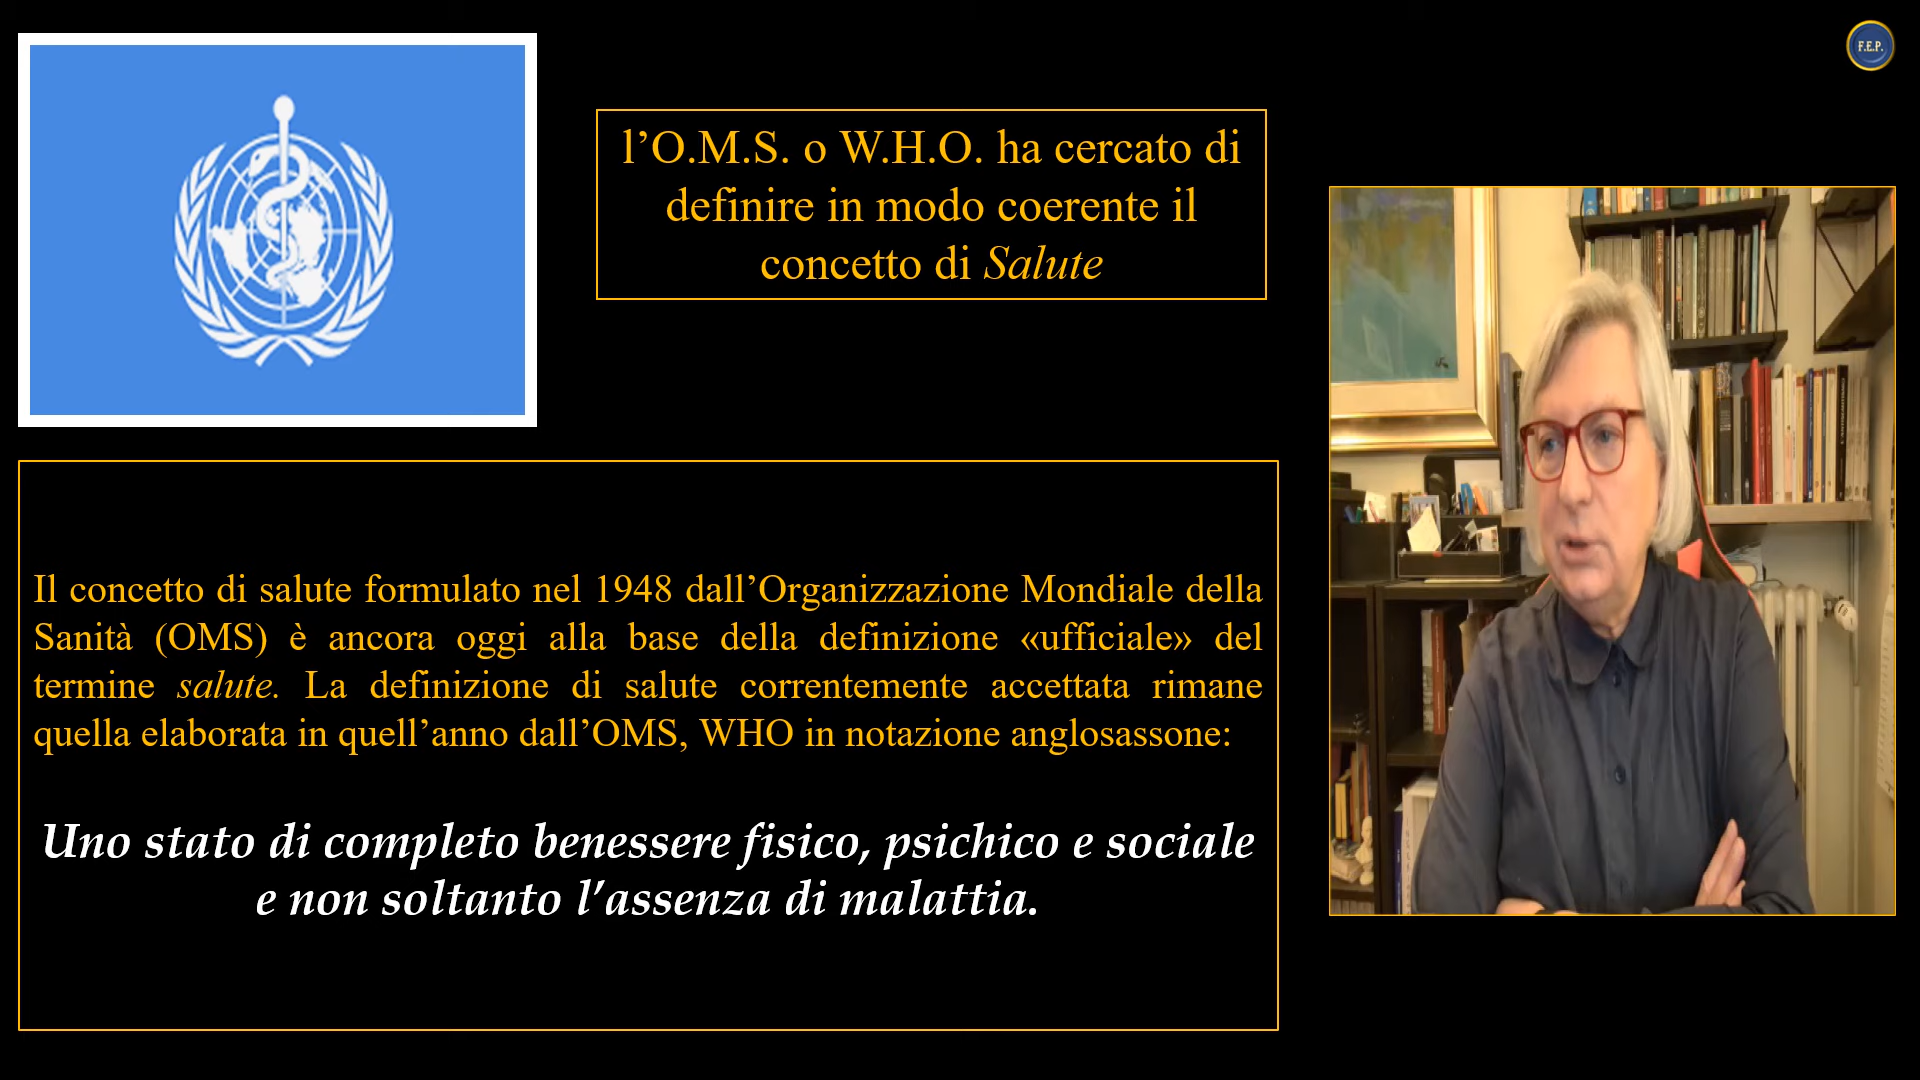 F.E.P.
l’O.M.S. o W.H.O. ha cercato di
definire in modo coerente il
concetto di Salute
Il concetto di salute formulato nel 1948 dall’Organizzazione Mondiale della
Sanità (OMS) è ancora oggi alla base della definizione «ufficiale» del
termine salute. La definizione di salute correntemente accettata rimane
quella elaborata in quell’anno dall’OMS, WHO in notazione anglosassone:
Uno stato di completo benessere fisico, psichico e sociale
e non soltanto l’assenza di malattia.